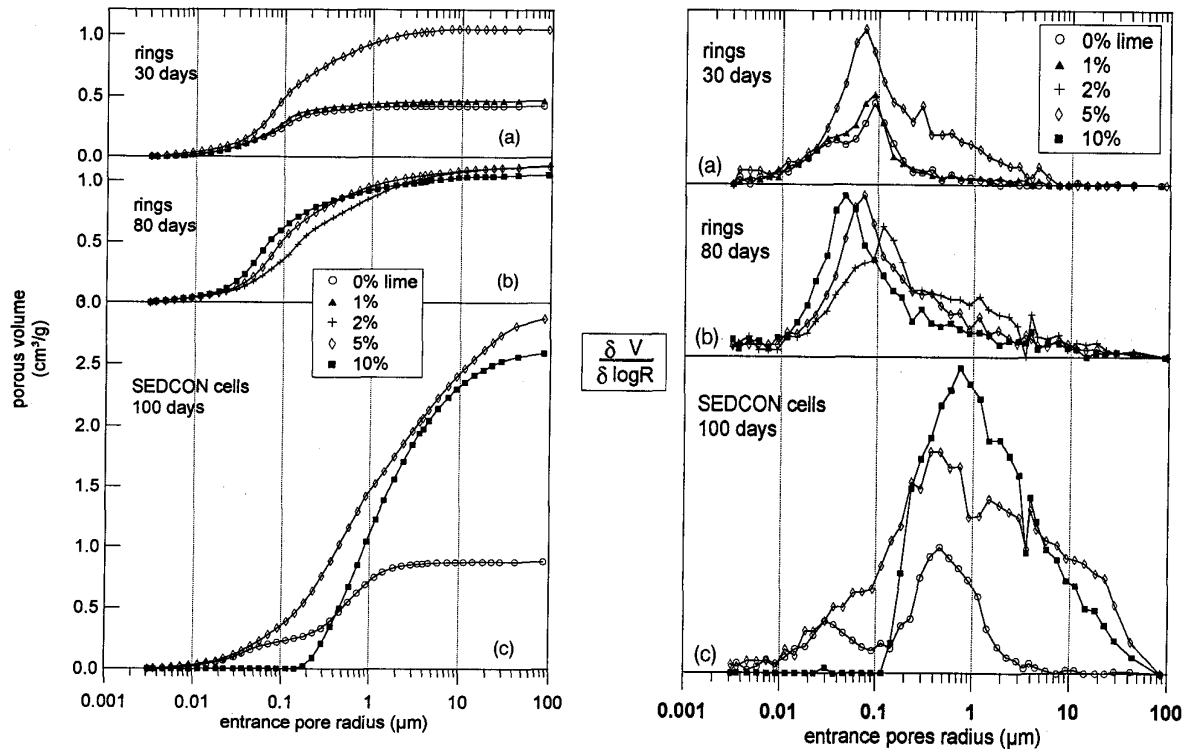 1.0
0.5
0.0
rings
30 days
(a)
1.0
0.5
rings
80 days
(b)
0% lime
1%
2%
5%
10%
2.5
2.0
1.5
1.0
0.5
0.0
SEDCON cells
100 days
(c)
porous volume
(cm³/g)
0.001 0.01 0.1 1 10 100
entrance pore radius (µm)
rings
30 days
0% lime
1%
2%
5%
10%
(a)
rings
80 days
(b)
δ V
δ logR
SEDCON cells
100 days
(c)
0.001 0.01 0.1 1 10 100
entrance pores radius (µm)